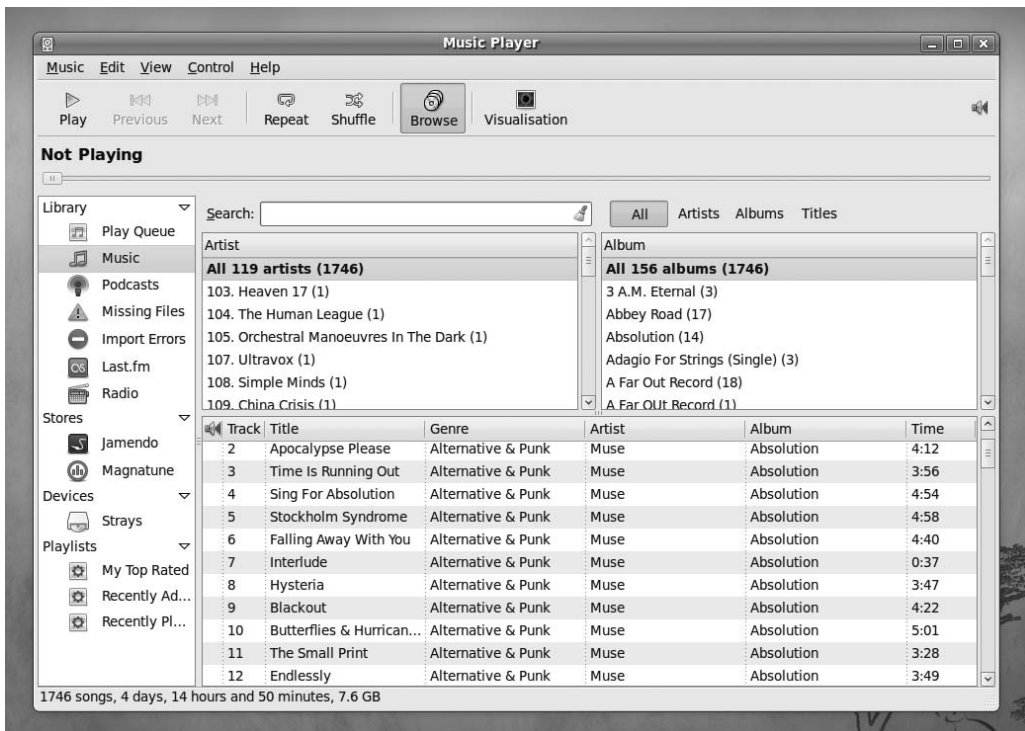 Music Player
Music Edit View Control Help
Play Previous Next Repeat Shuffle Browse Visualisation
Not Playing
Library
Play Queue
Music
Podcasts
Missing Files
Import Errors
Last.fm
Radio
Stores
Jamendo
Magnatune
Devices
Strays
Playlists
My Top Rated
Recently Ad...
Recently Pl...
Search: All Artists Albums Titles
Artist
All 119 artists (1746)
103. Heaven 17 (1)
104. The Human League (1)
105. Orchestral Manoeuvres In The Dark (1)
107. Ultravox (1)
108. Simple Minds (1)
109. China Crisis (1)
Album
All 156 albums (1746)
3 A.M. Eternal (3)
Abbey Road (17)
Absolution (14)
Adagio For Strings (Single) (3)
A Far Out Record (18)
A Far OUt Record (1)
Track Title Genre Artist Album Time
2 Apocalypse Please Alternative & Punk Muse Absolution 4:12
3 Time Is Running Out Alternative & Punk Muse Absolution 3:56
4 Sing For Absolution Alternative & Punk Muse Absolution 4:54
5 Stockholm Syndrome Alternative & Punk Muse Absolution 4:58
6 Falling Away With You Alternative & Punk Muse Absolution 4:40
7 Interlude Alternative & Punk Muse Absolution 0:37
8 Hysteria Alternative & Punk Muse Absolution 3:47
9 Blackout Alternative & Punk Muse Absolution 4:22
10 Butterflies & Hurrican... Alternative & Punk Muse Absolution 5:01
11 The Small Print Alternative & Punk Muse Absolution 3:28
12 Endlessly Alternative & Punk Muse Absolution 3:49
1746 songs, 4 days, 14 hours and 50 minutes, 7.6 GB